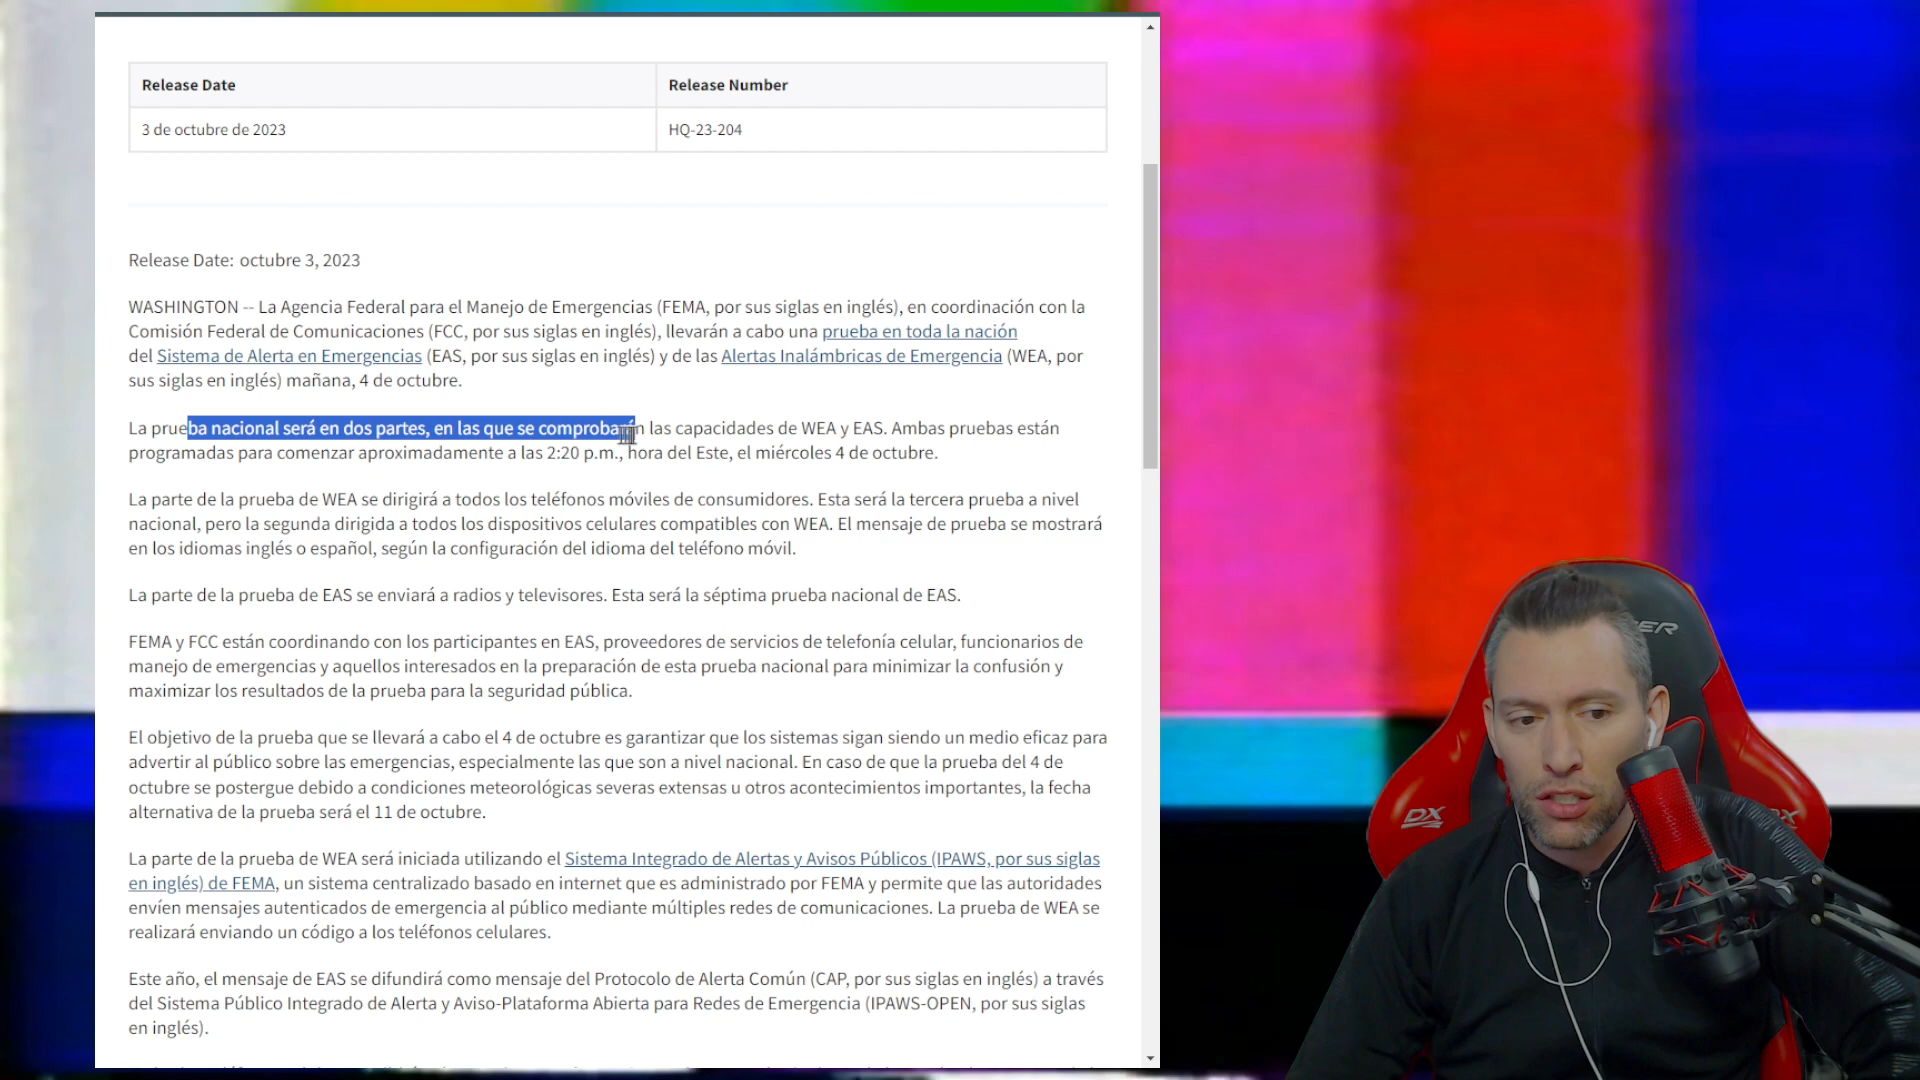 Release Date
Release Number
3 de octubre de 2023
HQ-23-204
Release Date: octubre 3, 2023
WASHINGTON -- La Agencia Federal para el Manejo de Emergencias (FEMA, por sus siglas en inglés), en coordinación con la
Comisión Federal de Comunicaciones (FCC, por sus siglas en inglés), llevarán a cabo una prueba en toda la nación
del Sistema de Alerta en Emergencias (EAS, por sus siglas en inglés) y de las Alertas Inalámbricas de Emergencia (WEA, por
sus siglas en inglés) mañana, 4 de octubre.
La prueba nacional será en dos partes, en las que se comprobarán las capacidades de WEA y EAS. Ambas pruebas están
programadas para comenzar aproximadamente a las 2:20 p.m., hora del Este, el miércoles 4 de octubre.
La parte de la prueba de WEA se dirigirá a todos los teléfonos móviles de consumidores. Esta será la tercera prueba a nivel
nacional, pero la segunda dirigida a todos los dispositivos celulares compatibles con WEA. El mensaje de prueba se mostrará
en los idiomas inglés o español, según la configuración del idioma del teléfono móvil.
La parte de la prueba de EAS se enviará a radios y televisores. Esta será la séptima prueba nacional de EAS.
FEMA y FCC están coordinando con los participantes en EAS, proveedores de servicios de telefonía celular, funcionarios de
manejo de emergencias y aquellos interesados en la preparación de esta prueba nacional para minimizar la confusión y
maximizar los resultados de la prueba para la seguridad pública.
El objetivo de la prueba que se llevará a cabo el 4 de octubre es garantizar que los sistemas sigan siendo un medio eficaz para
advertir al público sobre las emergencias, especialmente las que son a nivel nacional. En caso de que la prueba del 4 de
octubre se postergue debido a condiciones meteorológicas severas extensas u otros acontecimientos importantes, la fecha
alternativa de la prueba será el 11 de octubre.
La parte de la prueba de WEA será iniciada utilizando el Sistema Integrado de Alertas y Avisos Públicos (IPAWS, por sus siglas
en inglés) de FEMA, un sistema centralizado basado en internet que es administrado por FEMA y permite que las autoridades
envíen mensajes autenticados de emergencia al público mediante múltiples redes de comunicaciones. La prueba de WEA se
realizará enviando un código a los teléfonos celulares.
Este año, el mensaje de EAS se difundirá como mensaje del Protocolo de Alerta Común (CAP, por sus siglas en inglés) a través
del Sistema Público Integrado de Alerta y Aviso-Plataforma Abierta para Redes de Emergencia (IPAWS-OPEN, por sus siglas
en inglés).
DX